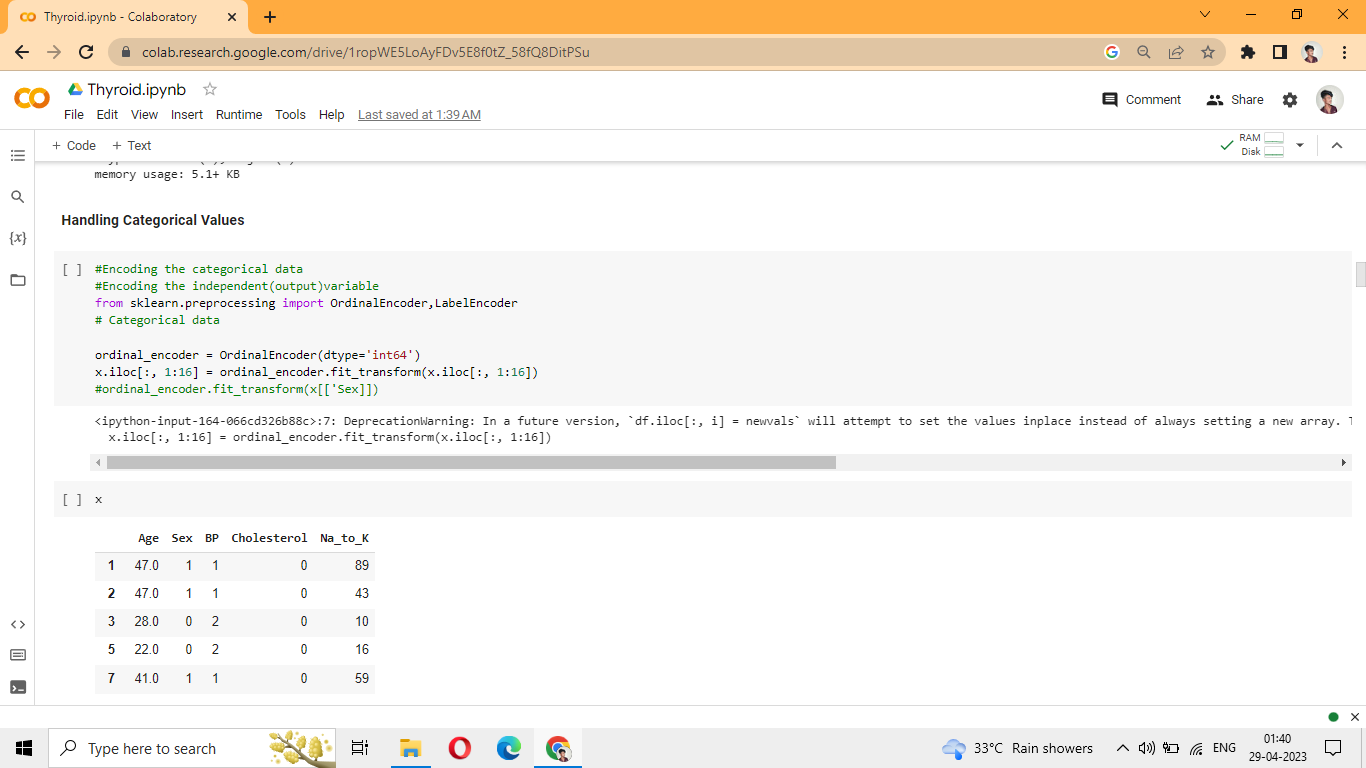 Thyroid.ipynb - Colaboratory
colab.research.google.com/drive/1ropWE5LoAyFDv5E8f0tZ_58fQ8DitPSu
Thyroid.ipynb
File Edit View Insert Runtime Tools Help Last saved at 1:39 AM
Comment Share
+ Code + Text
RAM
Disk
memory usage: 5.1+ KB
Handling Categorical Values
[ ] #Encoding the categorical data
#Encoding the independent(output)variable
from sklearn.preprocessing import OrdinalEncoder,LabelEncoder
# Categorical data
ordinal_encoder = OrdinalEncoder(dtype='int64')
x.iloc[:, 1:16] = ordinal_encoder.fit_transform(x.iloc[:, 1:16])
#ordinal_encoder.fit_transform(x[['Sex]])
<ipython-input-164-066cd326b88c>:7: DeprecationWarning: In a future version, `df.iloc[:, i] = newvals` will attempt to set the values inplace instead of always setting a new array.
x.iloc[:, 1:16] = ordinal_encoder.fit_transform(x.iloc[:, 1:16])
[ ] x
Age Sex BP Cholesterol Na_to_K
1 47.0 1 1 0 89
2 47.0 1 1 0 43
3 28.0 0 2 0 10
5 22.0 0 2 0 16
7 41.0 1 1 0 59
Type here to search
33°C Rain showers
ENG
01:40
29-04-2023